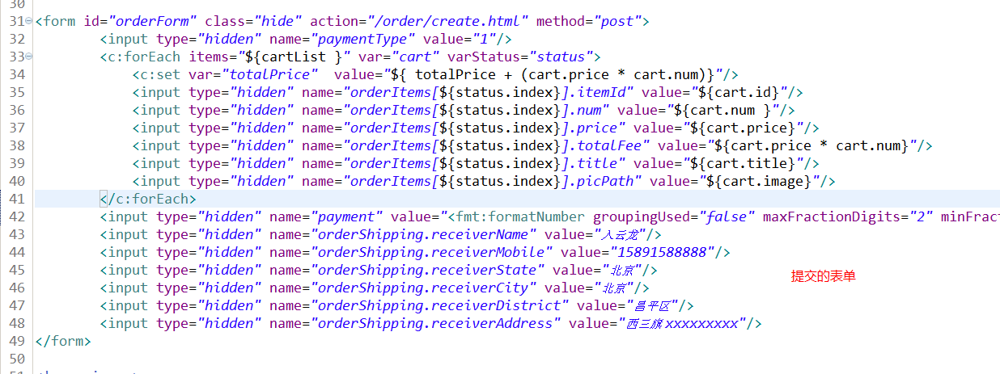 30
31 <form id="orderForm" class="hide" action="/order/create.html" method="post">
32 <input type="hidden" name="paymentType" value="1"/>
33 <c:forEach items="${cartList }" var="cart" varStatus="status">
34 <c:set var="totalPrice"  value="${ totalPrice + (cart.price * cart.num)}"/>
35 <input type="hidden" name="orderItems[${status.index}].itemId" value="${cart.id}"/>
36 <input type="hidden" name="orderItems[${status.index}].num" value="${cart.num }"/>
37 <input type="hidden" name="orderItems[${status.index}].price" value="${cart.price}"/>
38 <input type="hidden" name="orderItems[${status.index}].totalFee" value="${cart.price * cart.num}"/>
39 <input type="hidden" name="orderItems[${status.index}].title" value="${cart.title}"/>
40 <input type="hidden" name="orderItems[${status.index}].picPath" value="${cart.image}"/>
41 </c:forEach>
42 <input type="hidden" name="payment" value="<fmt:formatNumber groupingUsed="false" maxFractionDigits="2" minFract
43 <input type="hidden" name="orderShipping.receiverName" value="入云龙"/>
44 <input type="hidden" name="orderShipping.receiverMobile" value="15891588888"/>
45 <input type="hidden" name="orderShipping.receiverState" value="北京"/>
提交的表单
46 <input type="hidden" name="orderShipping.receiverCity" value="北京"/>
47 <input type="hidden" name="orderShipping.receiverDistrict" value="昌平区"/>
48 <input type="hidden" name="orderShipping.receiverAddress" value="西三旗 xxxxxxxxx"/>
49 </form>
50